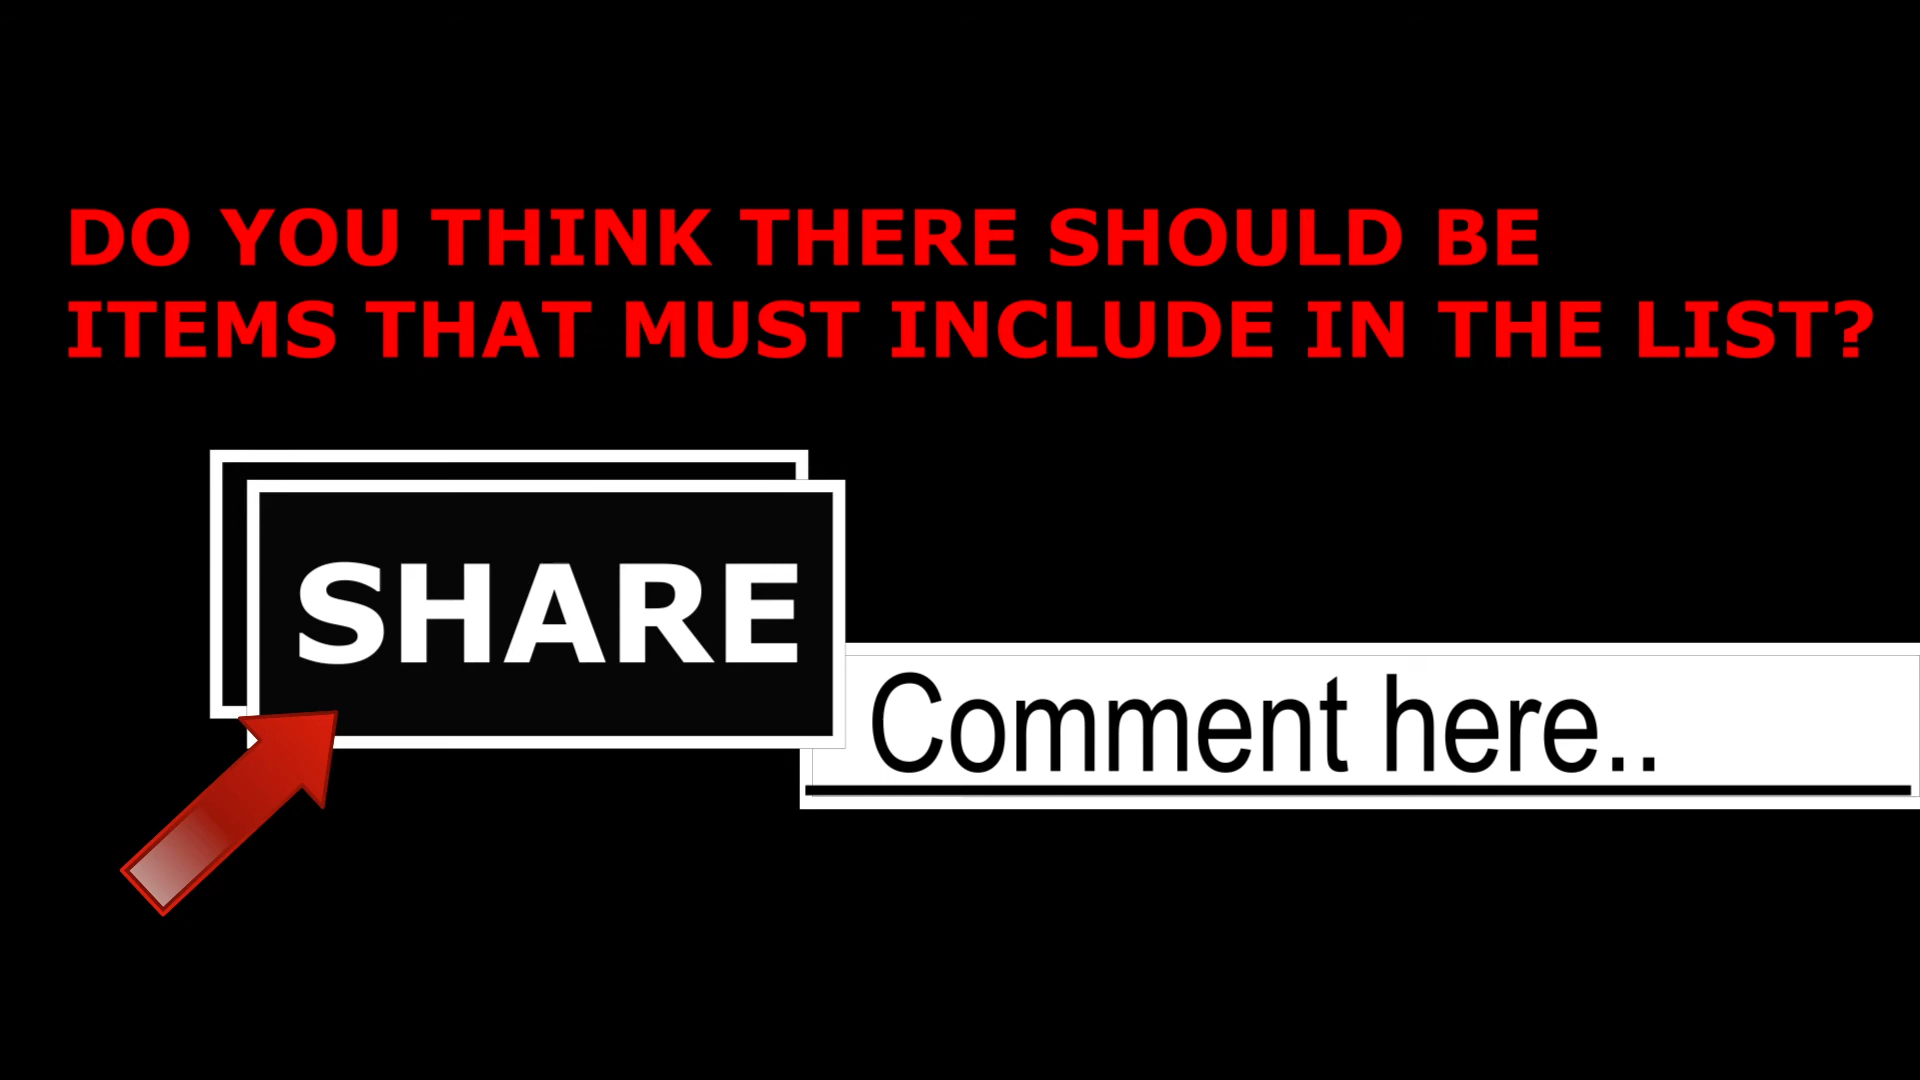 DO YOU THINK THERE SHOULD BE
ITEMS THAT MUST INCLUDE IN THE LIST?
SHARE
Comment here..